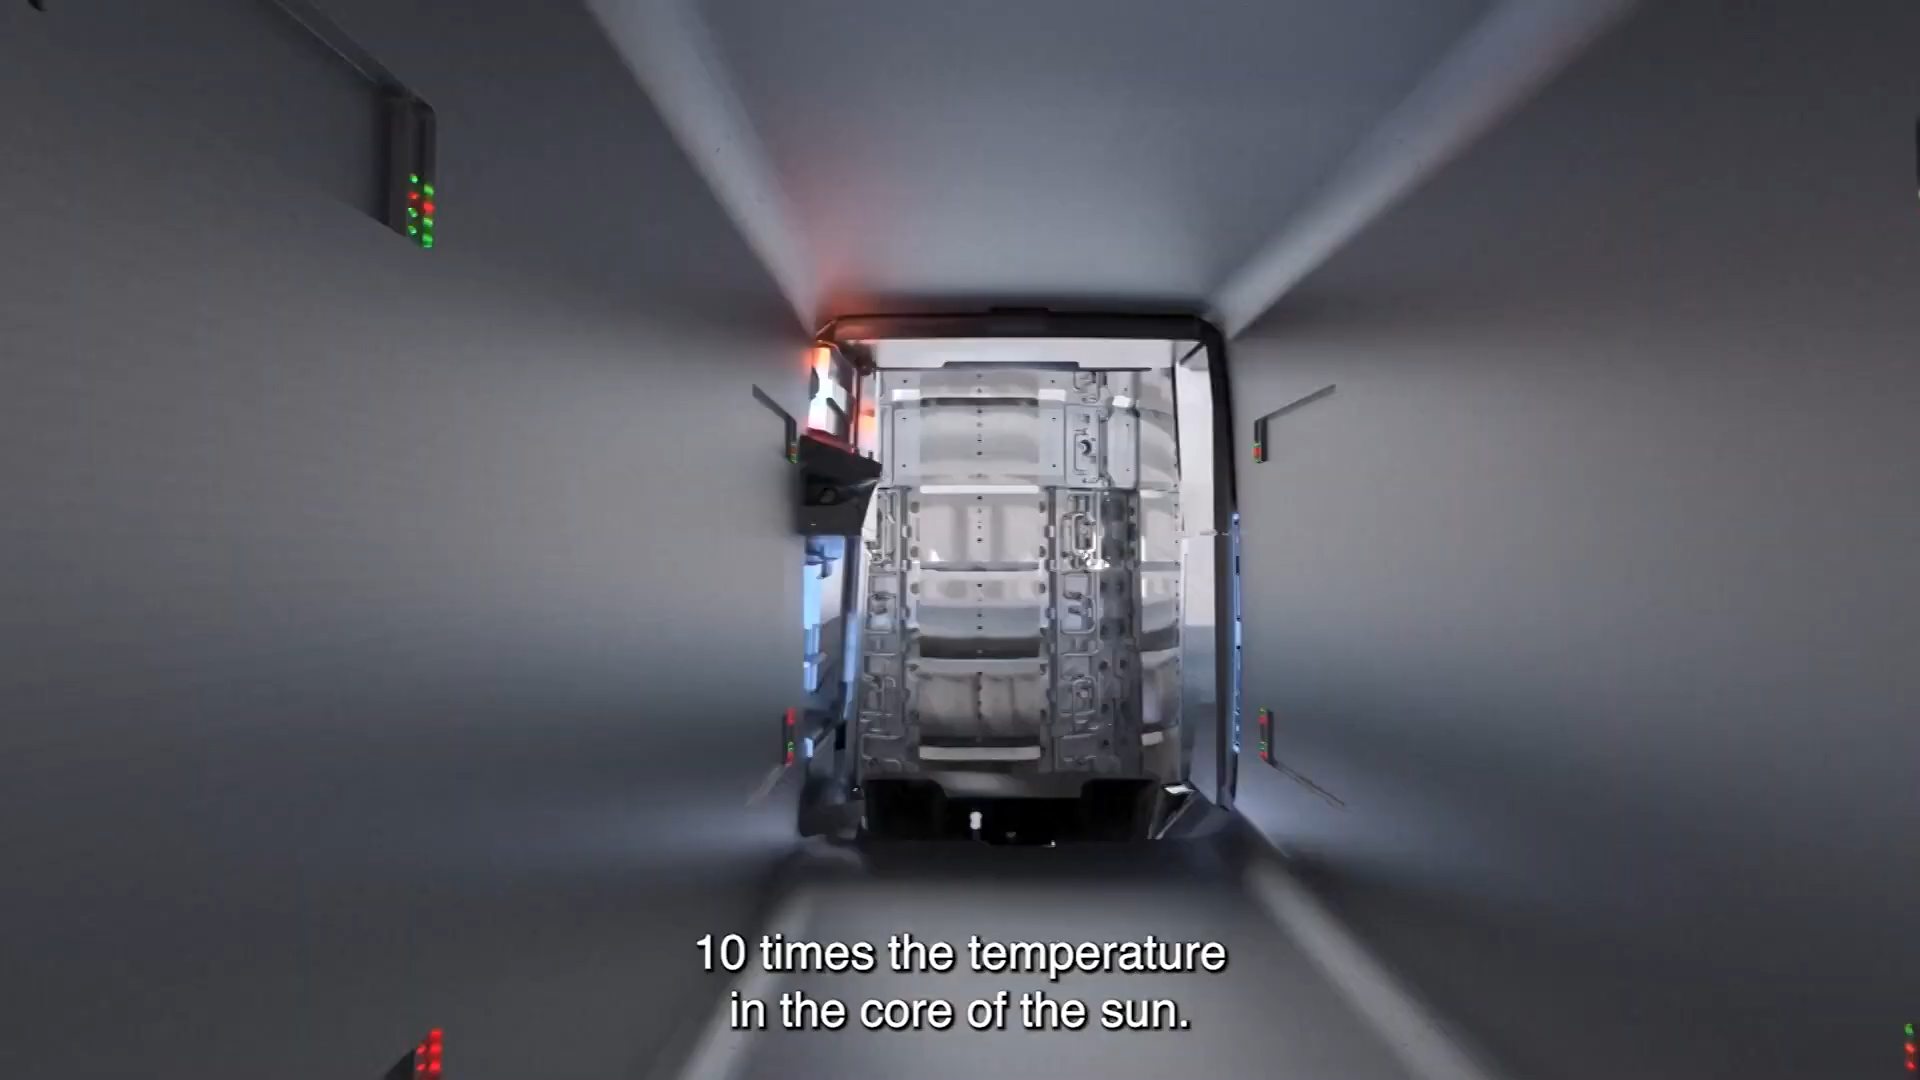 10 times the temperature
in the core of the sun.